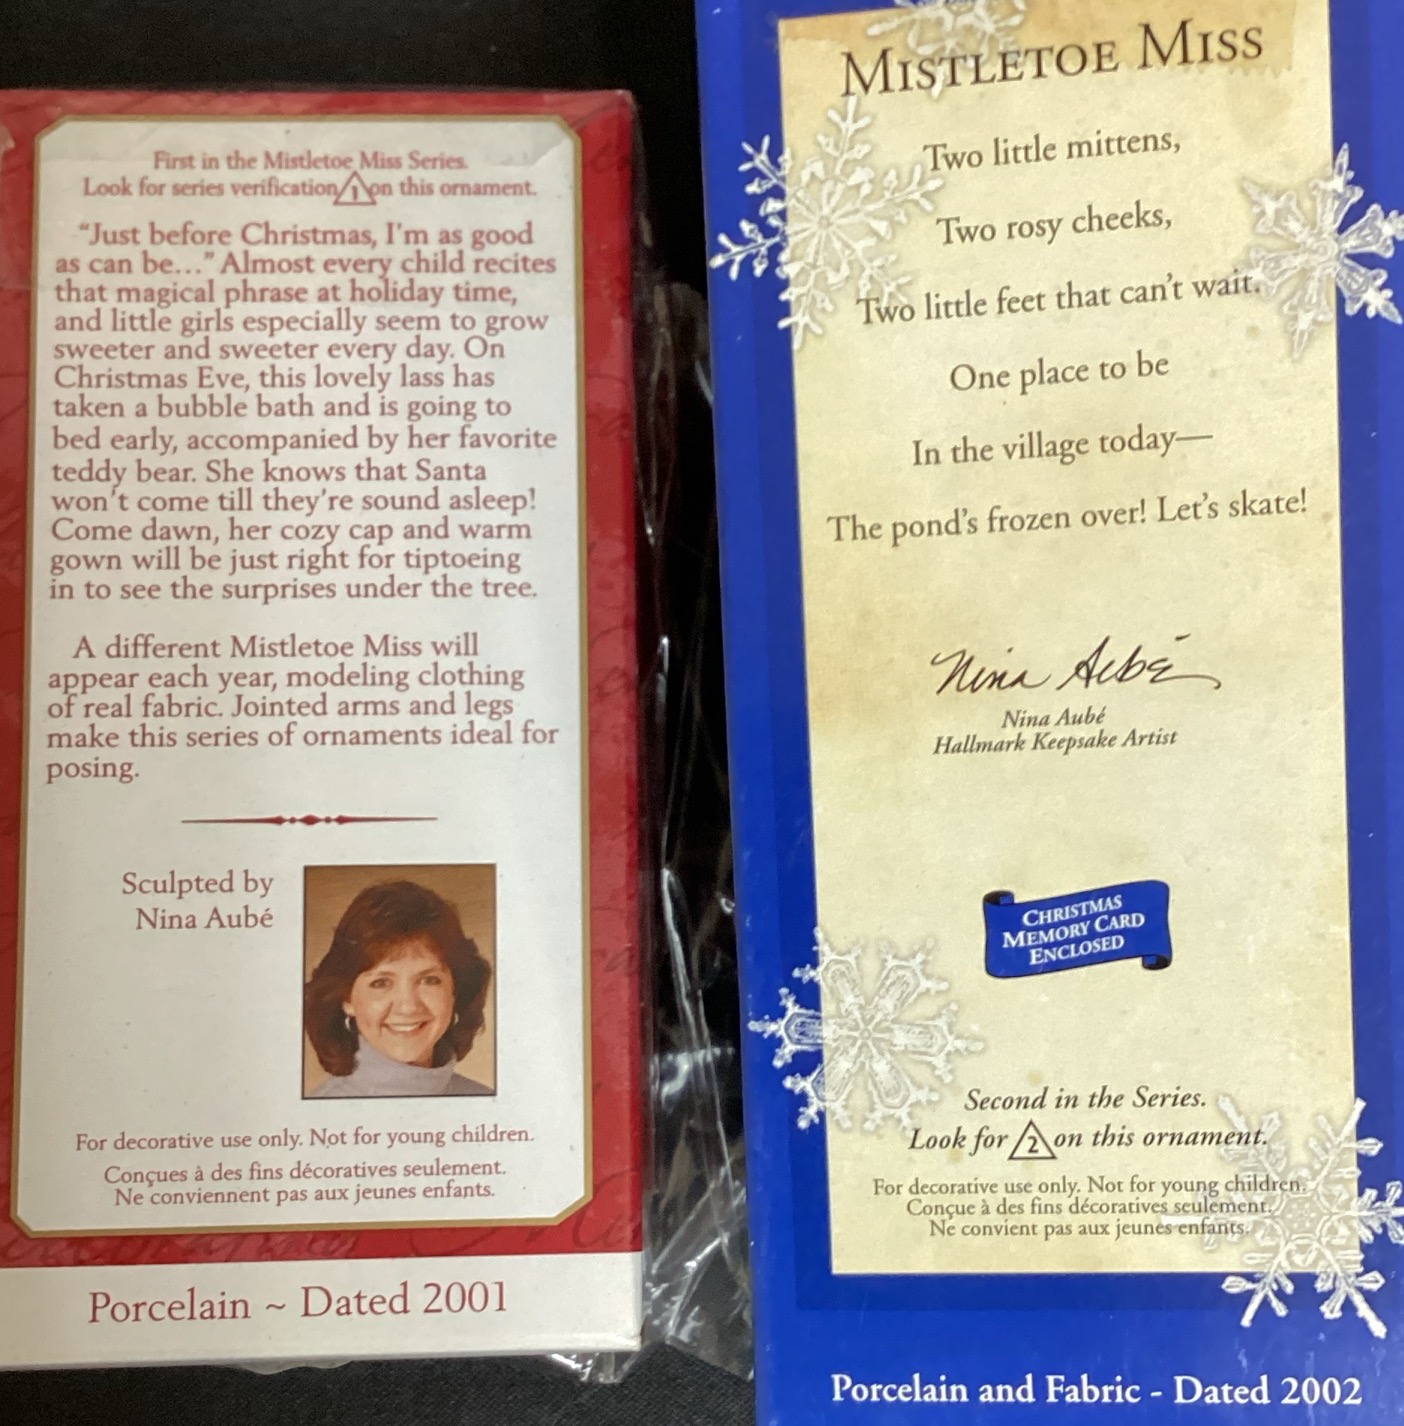 First in the Mistletoe Miss Series.
Look for series verification 1 on this ornament.
“Just before Christmas, I'm as good
as can be...” Almost every child recites
that magical phrase at holiday time,
and little girls especially seem to grow
sweeter and sweeter every day. On
Christmas Eve, this lovely lass has
taken a bubble bath and is going to
bed early, accompanied by her favorite
teddy bear. She knows that Santa
won't come till they're sound asleep!
Come dawn, her cozy cap and warm
gown will be just right for tiptoeing
in to see the surprises under the tree.
A different Mistletoe Miss will
appear each year, modeling clothing
of real fabric. Jointed arms and legs
make this series of ornaments ideal for
posing.
Sculpted by
Nina Aubé
For decorative use only. Not for young children.
Conçues à des fins décoratives seulement.
Ne conviennent pas aux jeunes enfants.
Porcelain ~ Dated 2001
MISTLETOE MISS
Two little mittens,
Two rosy cheeks,
Two little feet that can't wait.
One place to be
In the village today—
The pond's frozen over! Let's skate!
Nina Aubé
Nina Aubé
Hallmark Keepsake Artist
CHRISTMAS
MEMORY CARD
ENCLOSED
Second in the Series.
Look for 2 on this ornament.
For decorative use only. Not for young children.
Conçue à des fins décoratives seulement.
Ne convient pas aux jeunes enfants.
Porcelain and Fabric - Dated 2002